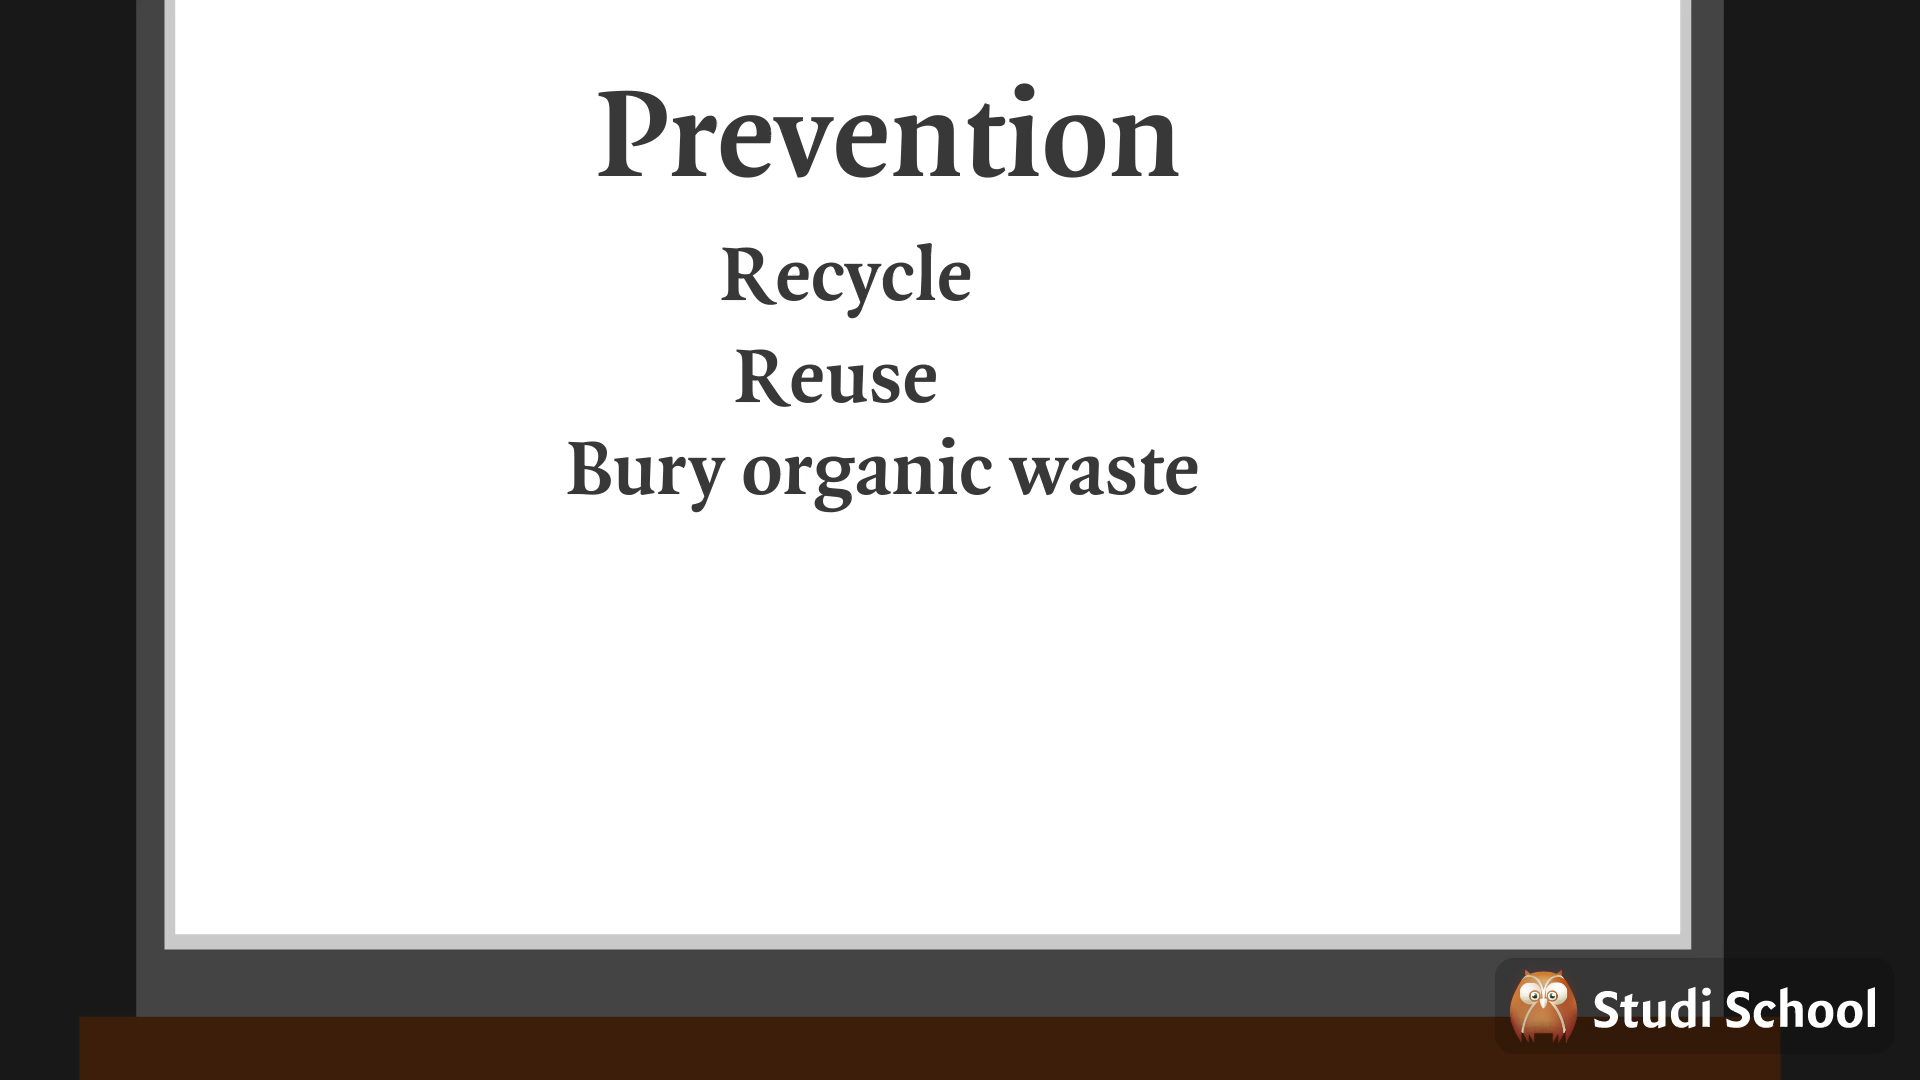 Prevention
Recycle
Reuse
Bury organic waste
Studi School